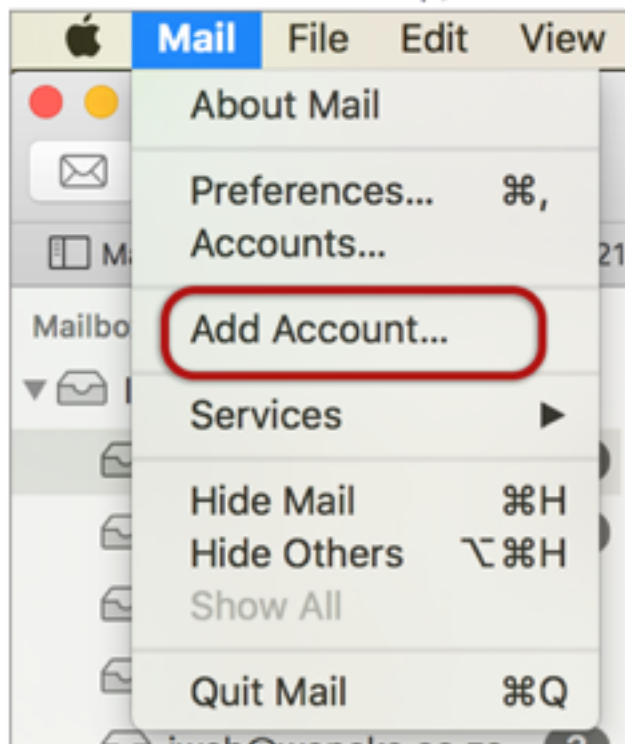 Mail File Edit View
About Mail
Preferences... ⌘,
Accounts...
21
Mailbo
Add Account...
Services ▶
Hide Mail ⌘H
Hide Others ⌥⌘H
Show All
Quit Mail ⌘Q